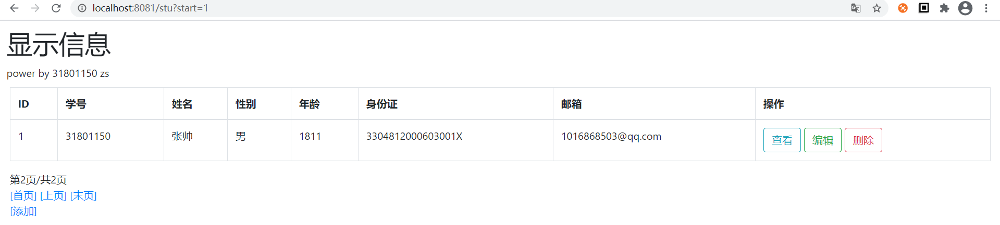 localhost:8081/stu?start=1
显示信息
power by 31801150 zs
ID 学号 姓名 性别 年龄 身份证 邮箱 操作
1 31801150 张帅 男 1811 3304812000603001X 1016868503@qq.com 查看 编辑 删除
第2页/共2页
[首页] [上页] [末页]
[添加]